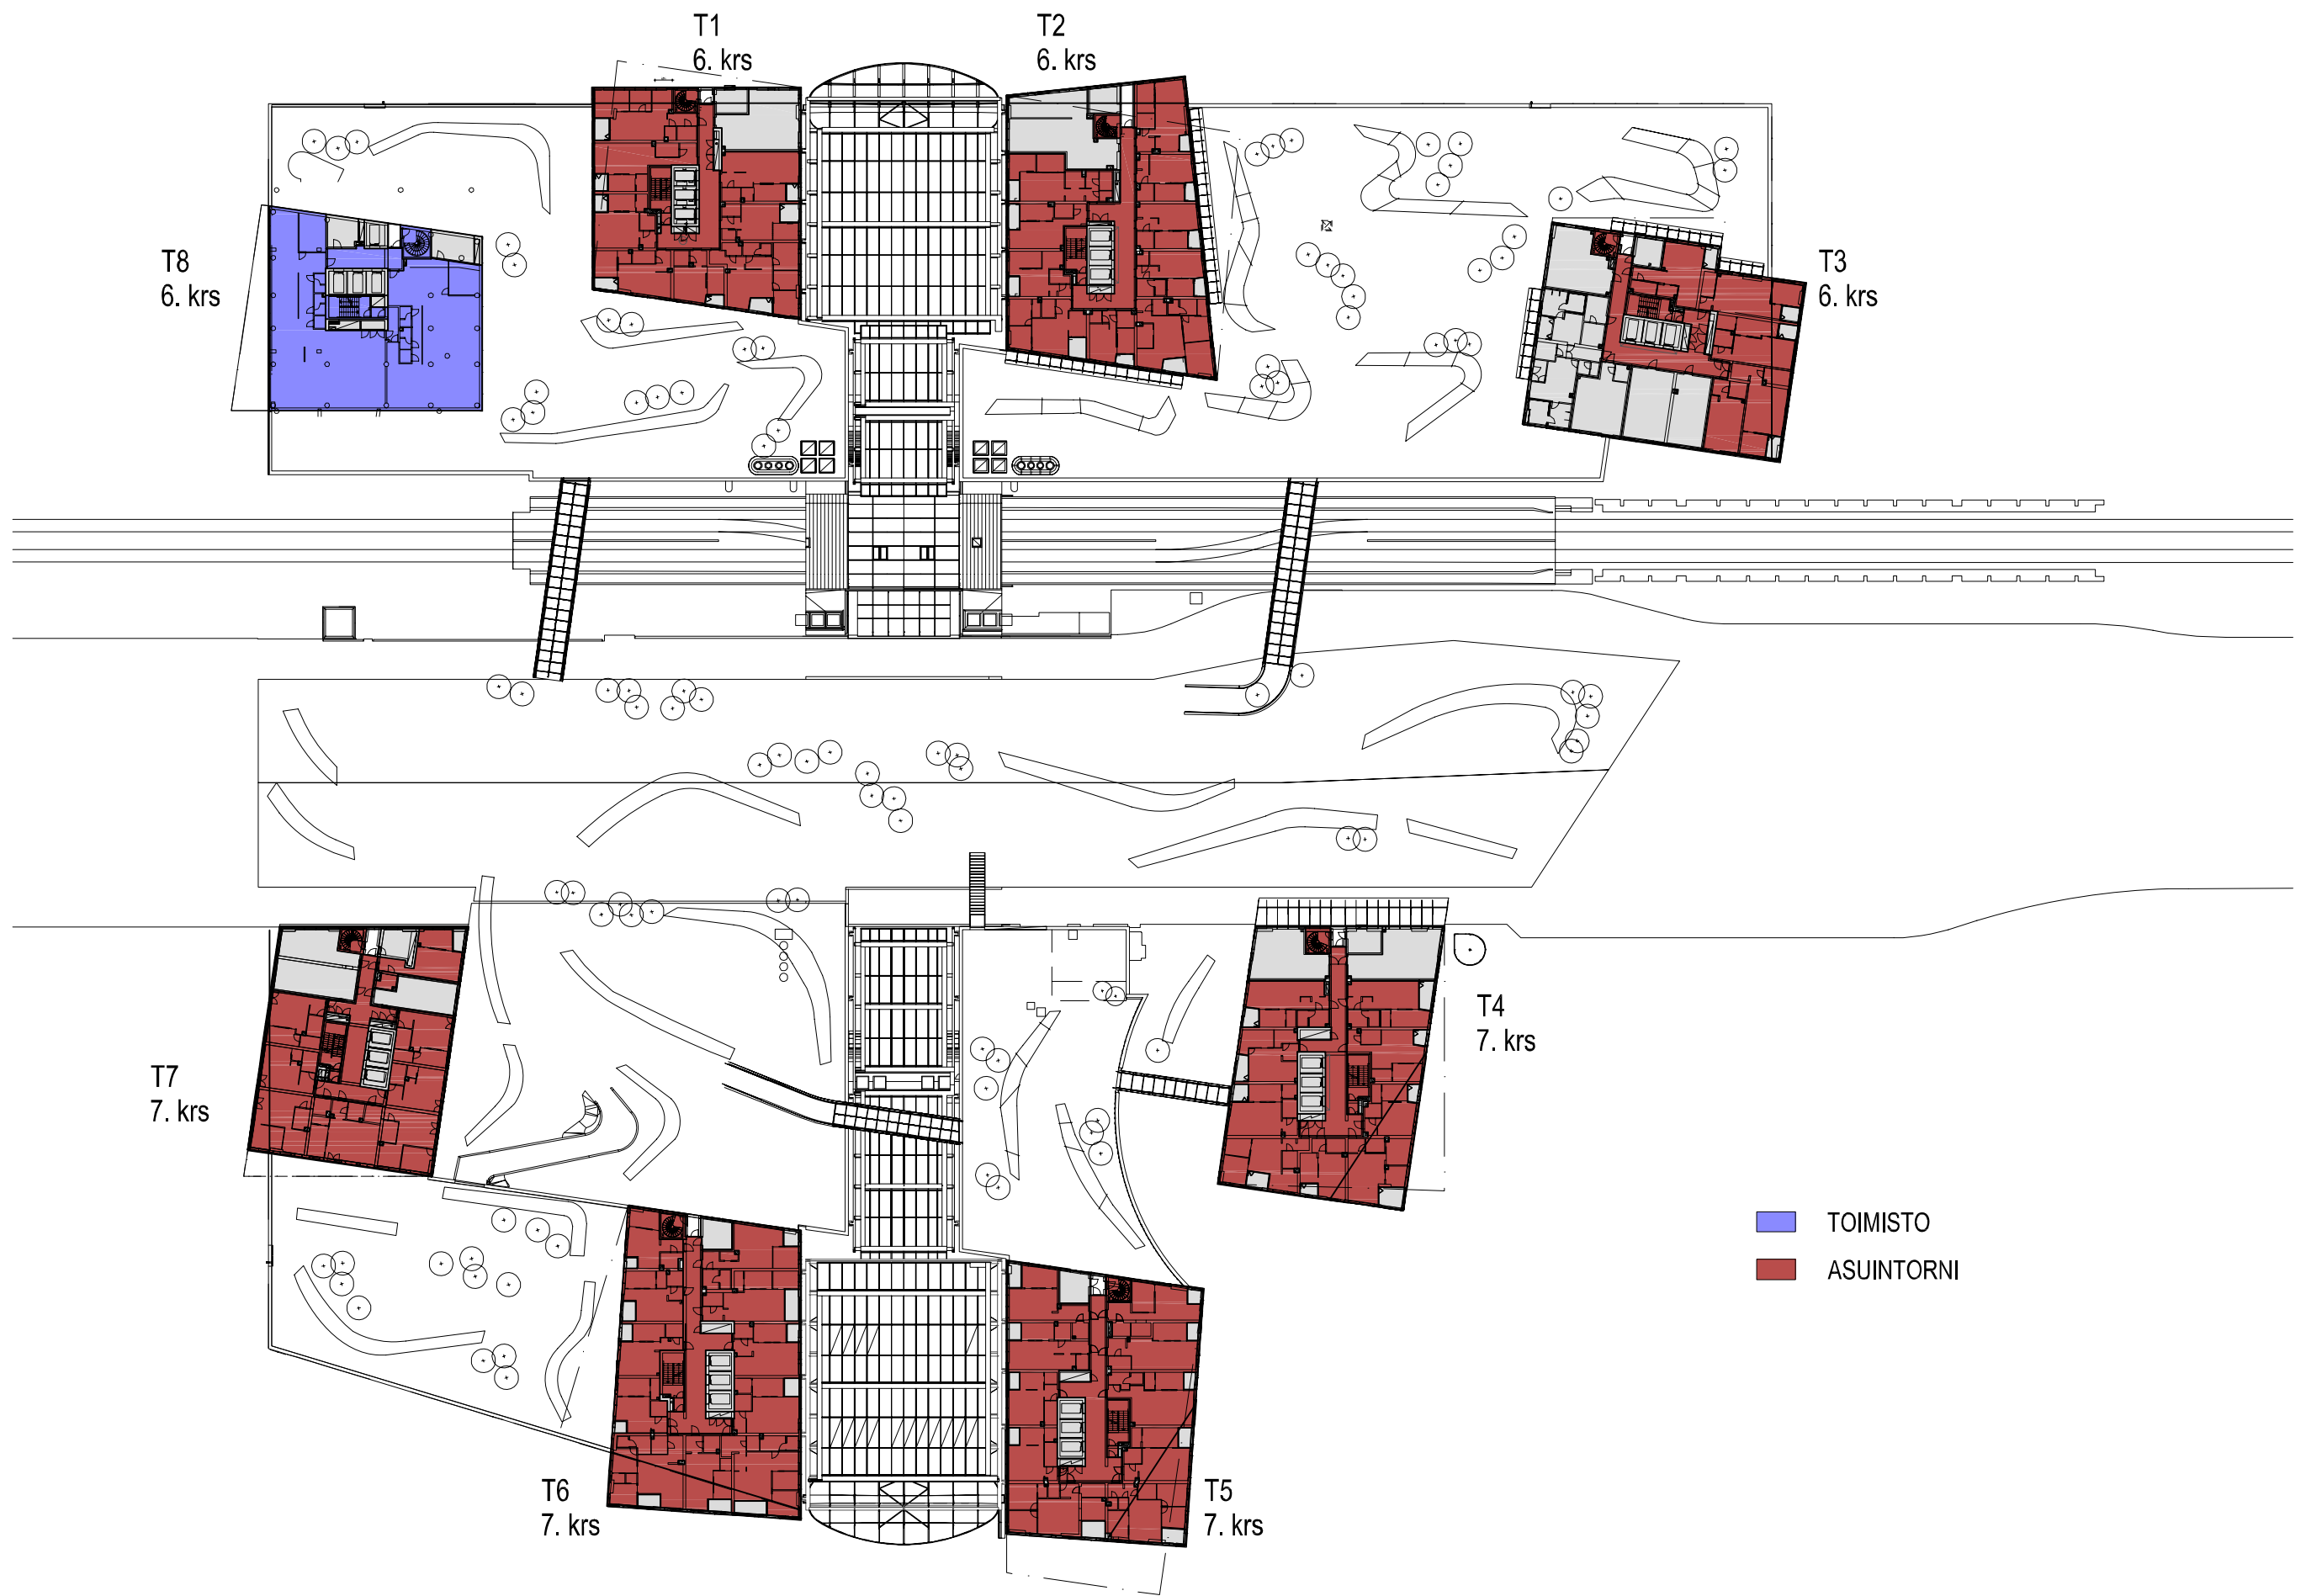 T1
6. krs
T2
6. krs
T8
6. krs
T3
6. krs
T4
7. krs
T7
7. krs
TOIMISTO
ASUINTORNI
T6
7. krs
T5
7. krs